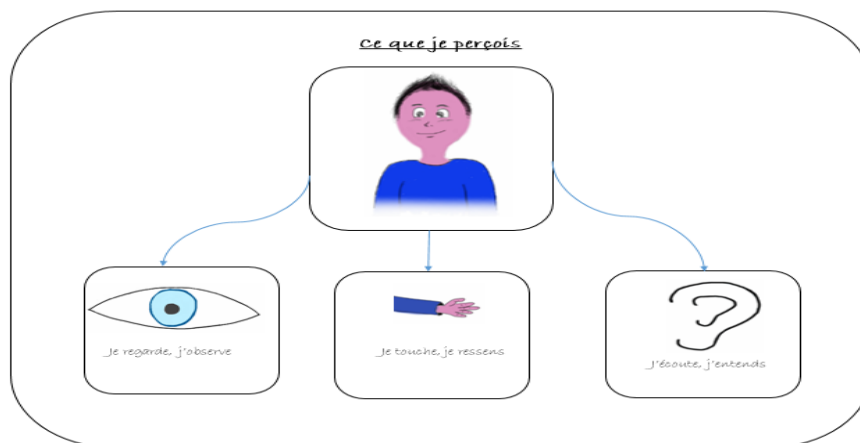 Ce que je perçois
Je regarde, j'observe
Je touche, je ressens
J'écoute, j'entends